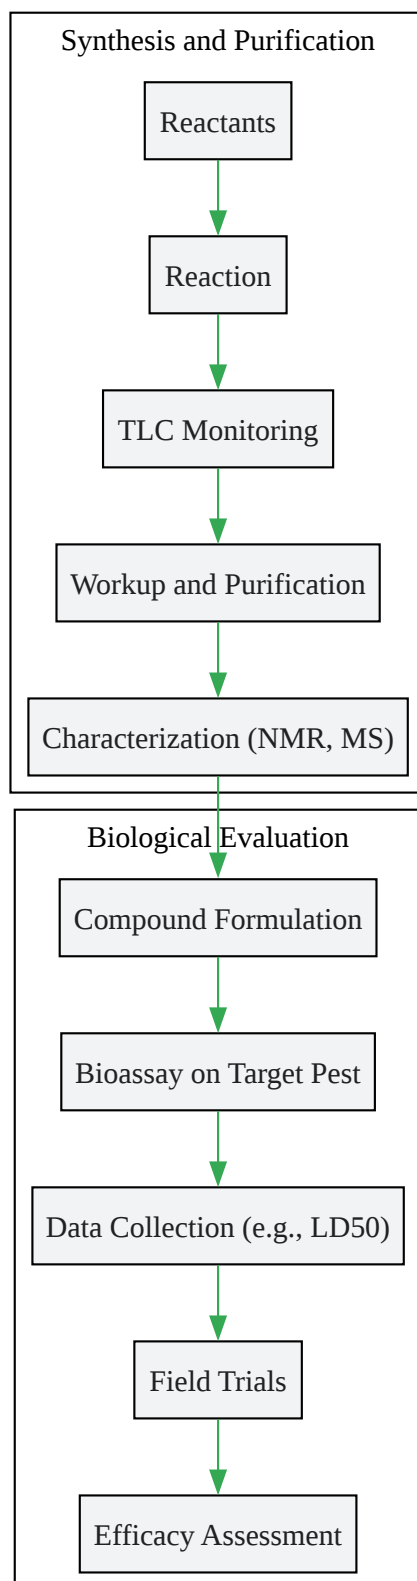 Synthesis and Purification
Reactants
Reaction
TLC Monitoring
Workup and Purification
Characterization (NMR, MS)
Biological Evaluation
Compound Formulation
Bioassay on Target Pest
Data Collection (e.g., LD50)
Field Trials
Efficacy Assessment